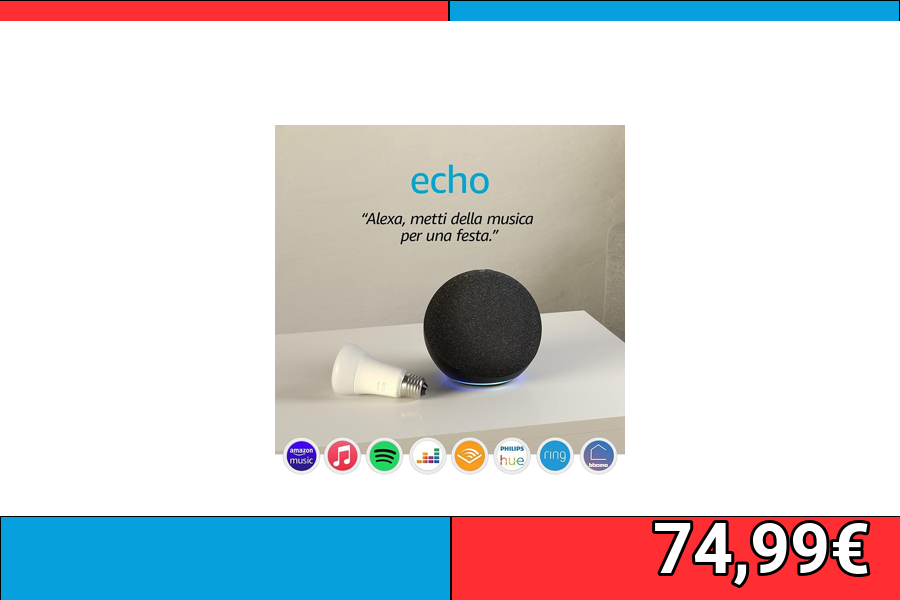 echo
“Alexa, metti della musica
per una festa.”
amazon
music
PHILIPS
hue
ring
bticino
74,99€